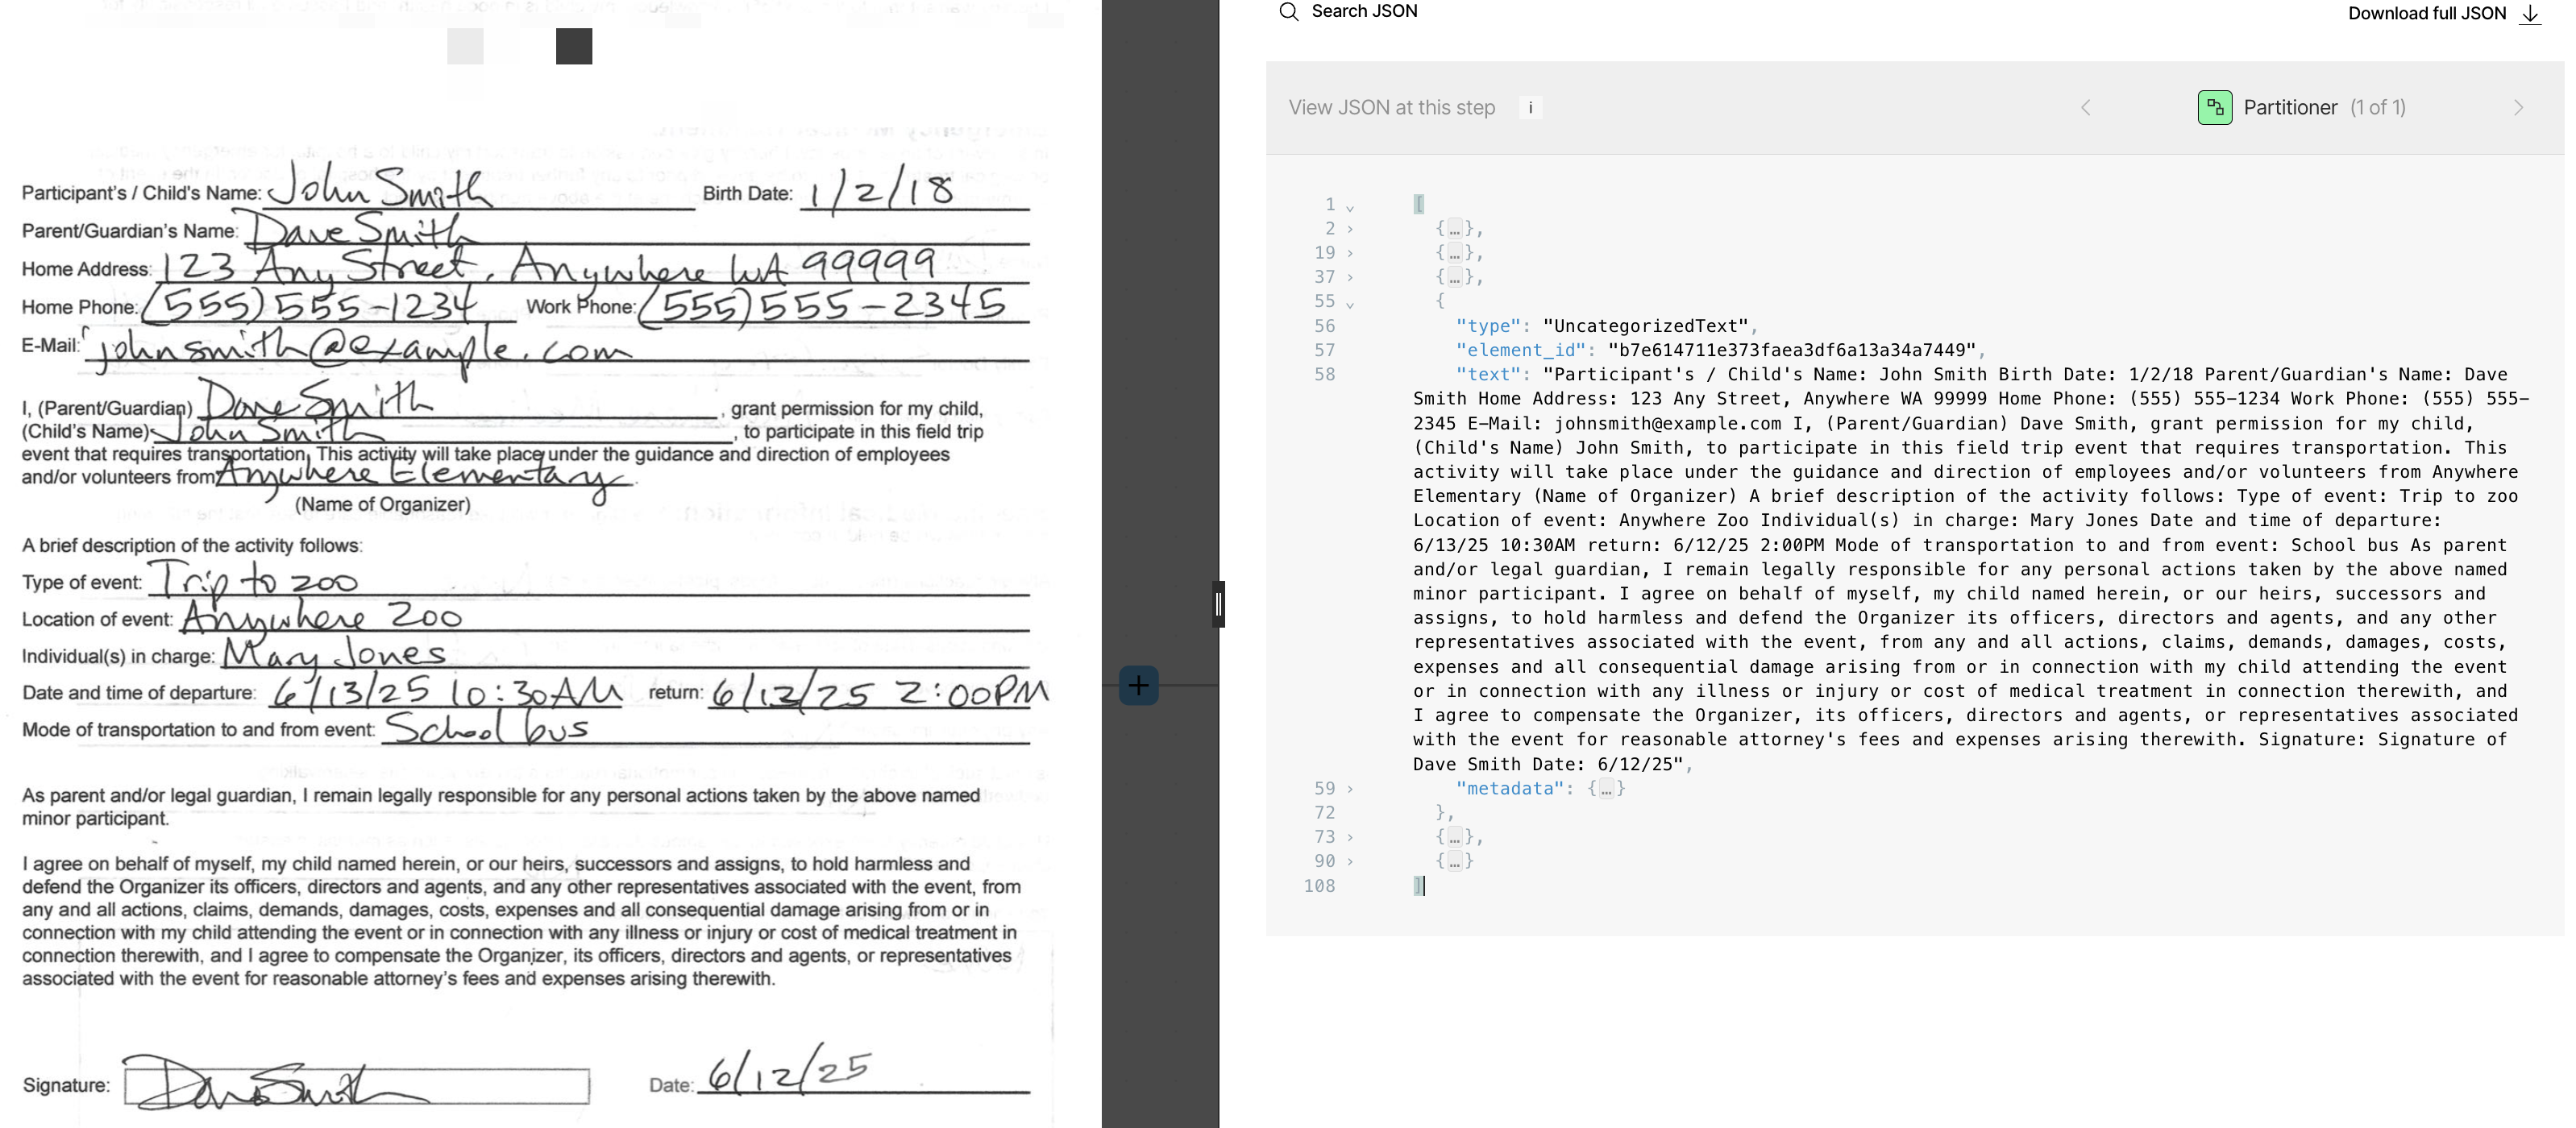 Participant's / Child's Name: John Smith Birth Date: 1/2/18
Parent/Guardian's Name: Dave Smith
Home Address: 123 Any Street, Anywhere WA 99999
Home Phone: (555) 555-1234 Work Phone: (555) 555-2345
E-Mail: johnsmith@example.com
I, (Parent/Guardian) Dave Smith, grant permission for my child,
(Child's Name) John Smith, to participate in this field trip
event that requires transportation. This activity will take place under the guidance and direction of employees
and/or volunteers from Anywhere Elementary.
(Name of Organizer)
A brief description of the activity follows:
Type of event: Trip to zoo
Location of event: Anywhere Zoo
Individual(s) in charge: Mary Jones
Date and time of departure: 6/13/25 10:30AM return: 6/13/25 2:00PM
Mode of transportation to and from event: School bus
As parent and/or legal guardian, I remain legally responsible for any personal actions taken by the above named
minor participant.
I agree on behalf of myself, my child named herein, or our heirs, successors and assigns, to hold harmless and
defend the Organizer its officers, directors and agents, and any other representatives associated with the event, from
any and all actions, claims, demands, damages, costs, expenses and all consequential damage arising from or in
connection with my child attending the event or in connection with any illness or injury or cost of medical treatment in
connection therewith, and I agree to compensate the Organizer, its officers, directors and agents, or representatives
associated with the event for reasonable attorney's fees and expenses arising therewith.
Signature: Dave Smith Date: 6/12/25
Search JSON
Download full JSON
View JSON at this step i
Partitioner (1 of 1)
1 [
2 {…},
19 {…},
37 {…},
55 {
56 "type": "UncategorizedText",
57 "element_id": "b7e614711e373faea3df6a13a34a7449",
58 "text": "Participant's / Child's Name: John Smith Birth Date: 1/2/18 Parent/Guardian's Name: Dave
Smith Home Address: 123 Any Street, Anywhere WA 99999 Home Phone: (555) 555-1234 Work Phone: (555) 555-
2345 E-Mail: johnsmith@example.com I, (Parent/Guardian) Dave Smith, grant permission for my child,
(Child's Name) John Smith, to participate in this field trip event that requires transportation. This
activity will take place under the guidance and direction of employees and/or volunteers from Anywhere
Elementary (Name of Organizer) A brief description of the activity follows: Type of event: Trip to zoo
Location of event: Anywhere Zoo Individual(s) in charge: Mary Jones Date and time of departure:
6/13/25 10:30AM return: 6/12/25 2:00PM Mode of transportation to and from event: School bus As parent
and/or legal guardian, I remain legally responsible for any personal actions taken by the above named
minor participant. I agree on behalf of myself, my child named herein, or our heirs, successors and
assigns, to hold harmless and defend the Organizer its officers, directors and agents, and any other
representatives associated with the event, from any and all actions, claims, demands, damages, costs,
expenses and all consequential damage arising from or in connection with my child attending the event
or in connection with any illness or injury or cost of medical treatment in connection therewith, and
I agree to compensate the Organizer, its officers, directors and agents, or representatives associated
with the event for reasonable attorney's fees and expenses arising therewith. Signature: Signature of
Dave Smith Date: 6/12/25",
59 "metadata": {…}
72 },
73 {…},
90 {…}
108 ]